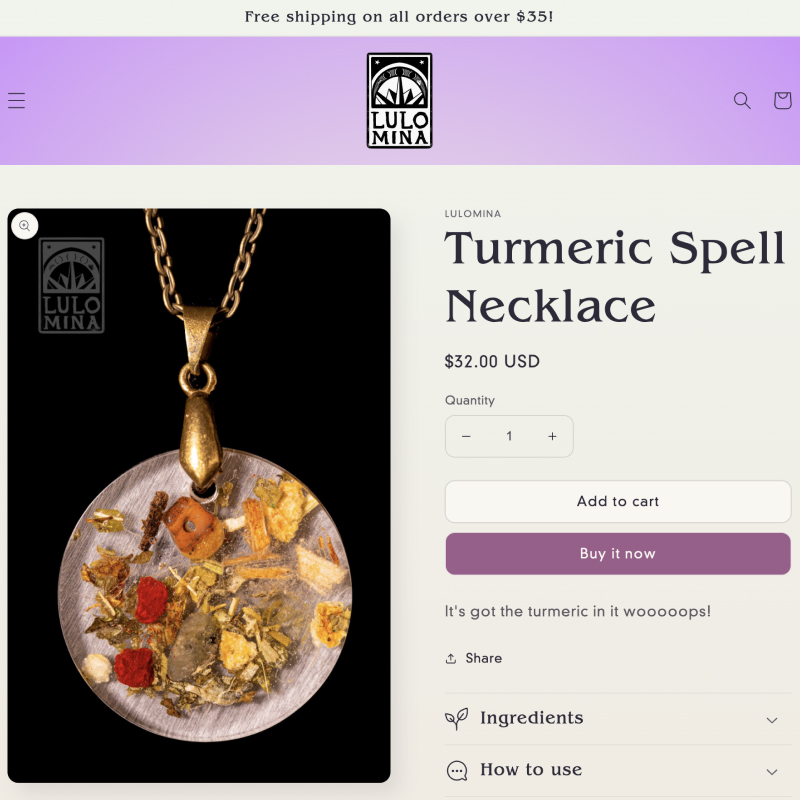 Free shipping on all orders over $35!
LULO
MINA
LULO
MINA
LULOMINA
Turmeric Spell
Necklace
$32.00 USD
Quantity
− 1 +
Add to cart
Buy it now
It's got the turmeric in it wooooops!
Share
Ingredients
How to use